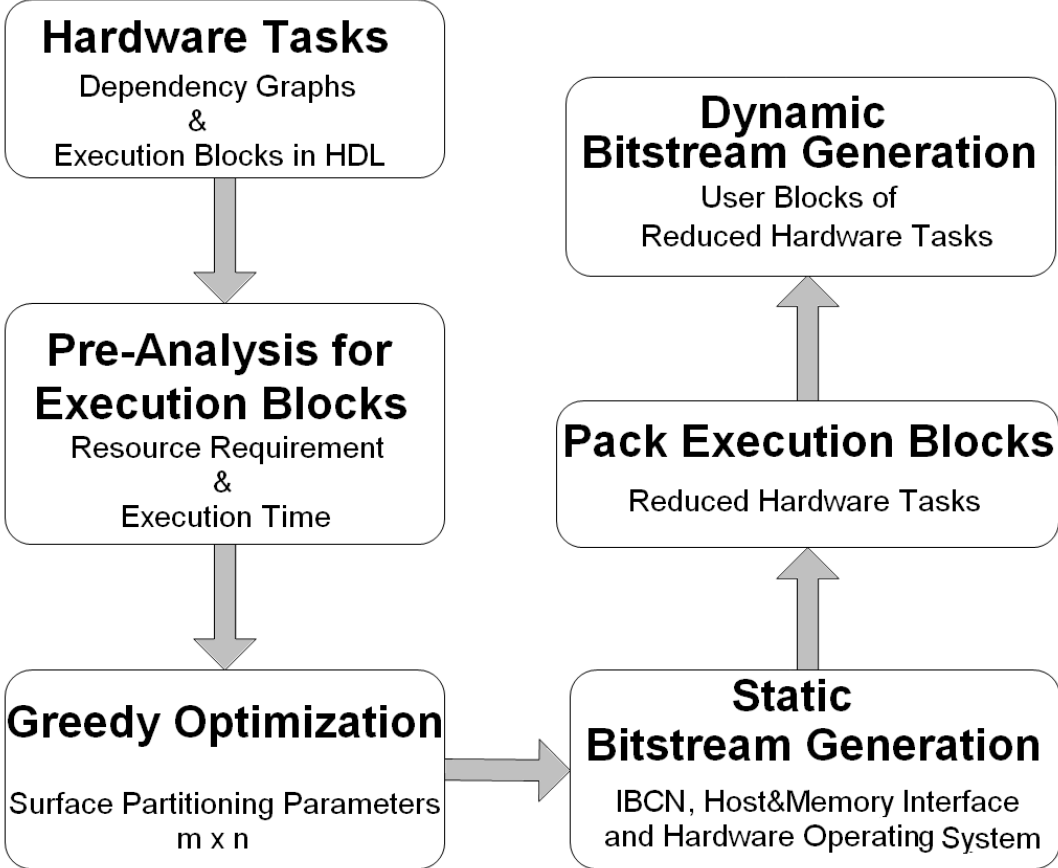 Hardware Tasks
Dependency Graphs
&
Execution Blocks in HDL
Pre-Analysis for
Execution Blocks
Resource Requirement
&
Execution Time
Greedy Optimization
Surface Partitioning Parameters
m x n
Static
Bitstream Generation
IBCN, Host&Memory Interface
and Hardware Operating System
Pack Execution Blocks
Reduced Hardware Tasks
Dynamic
Bitstream Generation
User Blocks of
Reduced Hardware Tasks